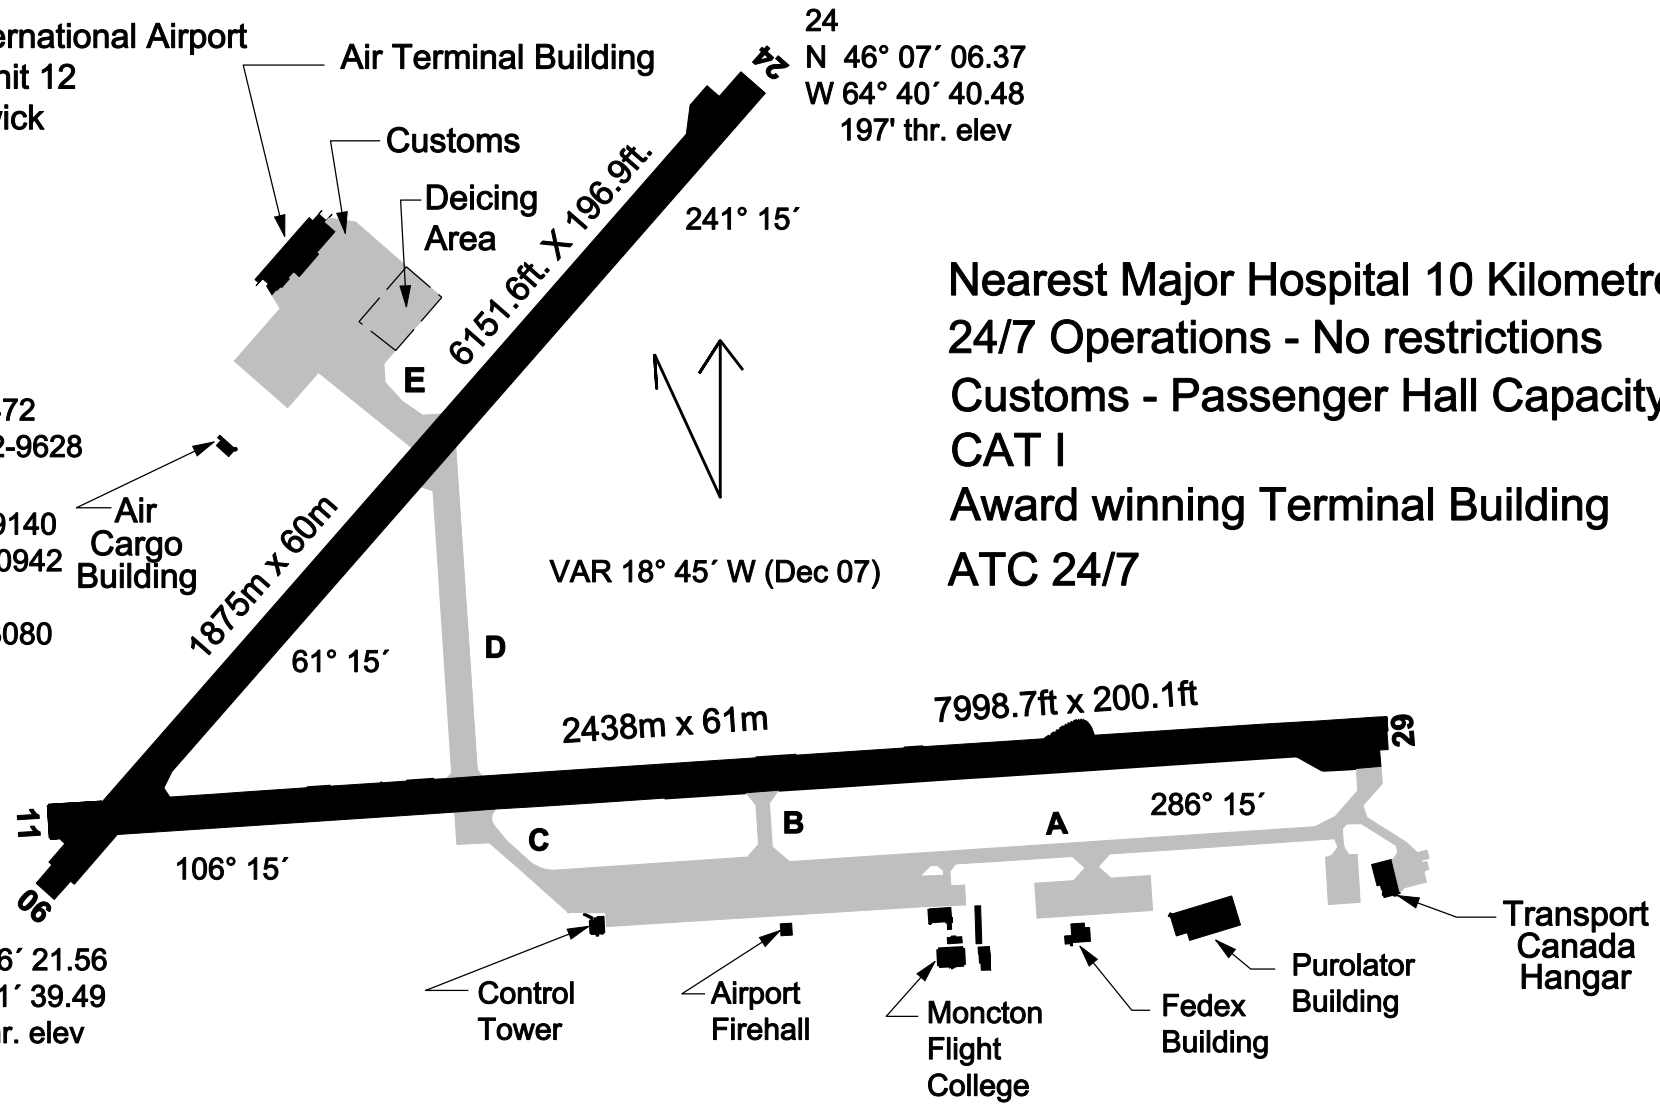 ernational Airport
nit 12
vick
Air Terminal Building
Customs
Deicing
Area
24
24
N 46° 07´ 06.37
W 64° 40´ 40.48
197' thr. elev
6151.6ft. X 196.9ft.
241° 15´
Nearest Major Hospital 10 Kilometre
24/7 Operations - No restrictions
Customs - Passenger Hall Capacity
CAT I
Award winning Terminal Building
ATC 24/7
E
472
2-9628
9140
0942
080
Air
Cargo
Building
1875m x 60m
61° 15´
VAR 18° 45´ W (Dec 07)
D
2438m x 61m
7998.7ft x 200.1ft
29
11
06
106° 15´
C
B
A
286° 15´
6´ 21.56
1´ 39.49
r. elev
Control
Tower
Airport
Firehall
Moncton
Flight
College
Fedex
Building
Purolator
Building
Transport
Canada
Hangar